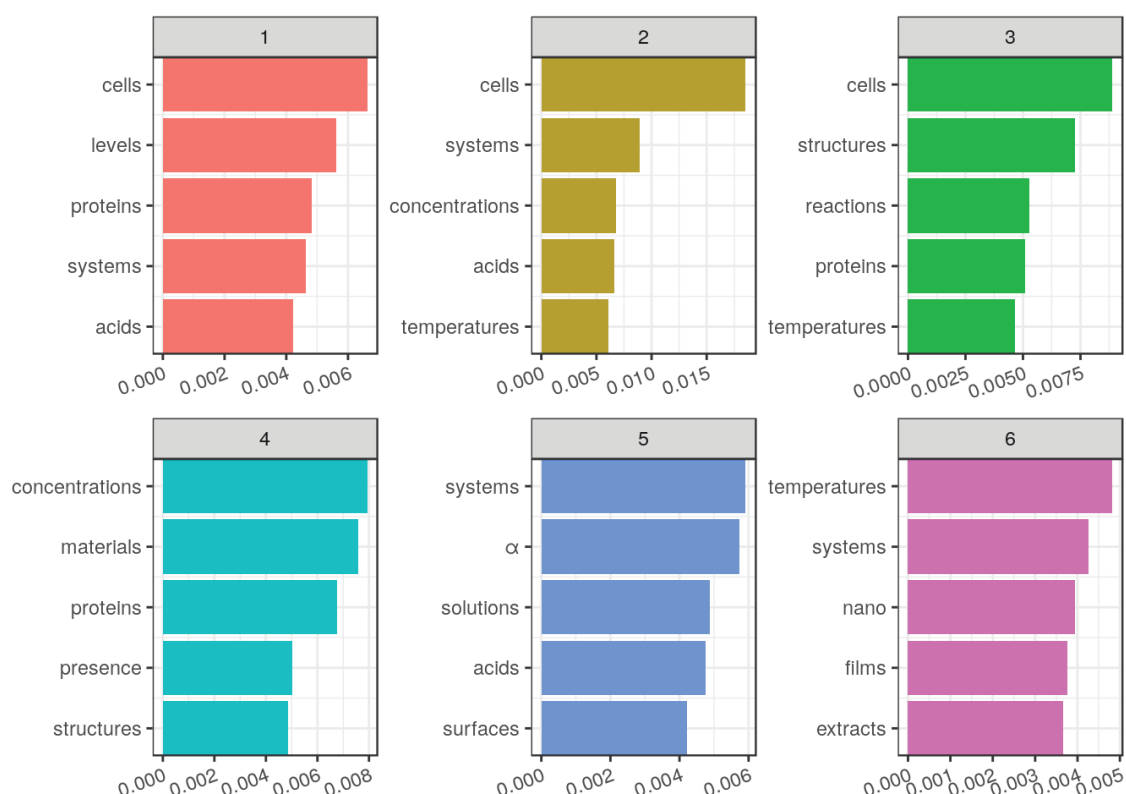 1
cells
levels
proteins
systems
acids
0.000 0.002 0.004 0.006
2
cells
systems
concentrations
acids
temperatures
0.000 0.005 0.010 0.015
3
cells
structures
reactions
proteins
temperatures
0.0000 0.0025 0.0050 0.0075
4
concentrations
materials
proteins
presence
structures
0.000 0.002 0.004 0.006 0.008
5
systems
α
solutions
acids
surfaces
0.000 0.002 0.004 0.006
6
temperatures
systems
nano
films
extracts
0.000 0.001 0.002 0.003 0.004 0.005